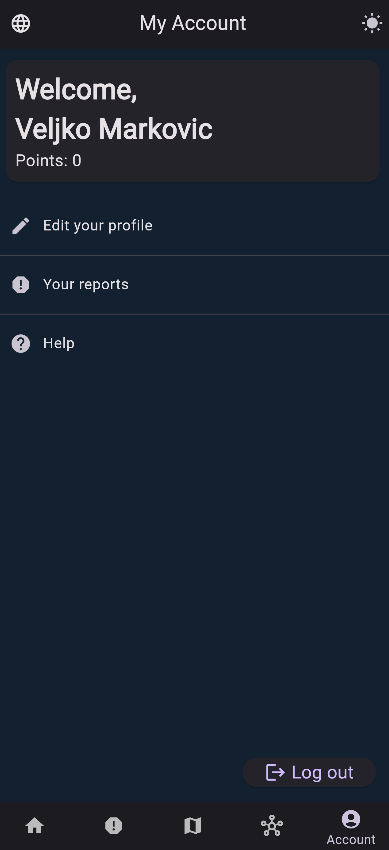 My Account
Welcome,
Veljko Markovic
Points: 0
Edit your profile
Your reports
Help
Log out
Account